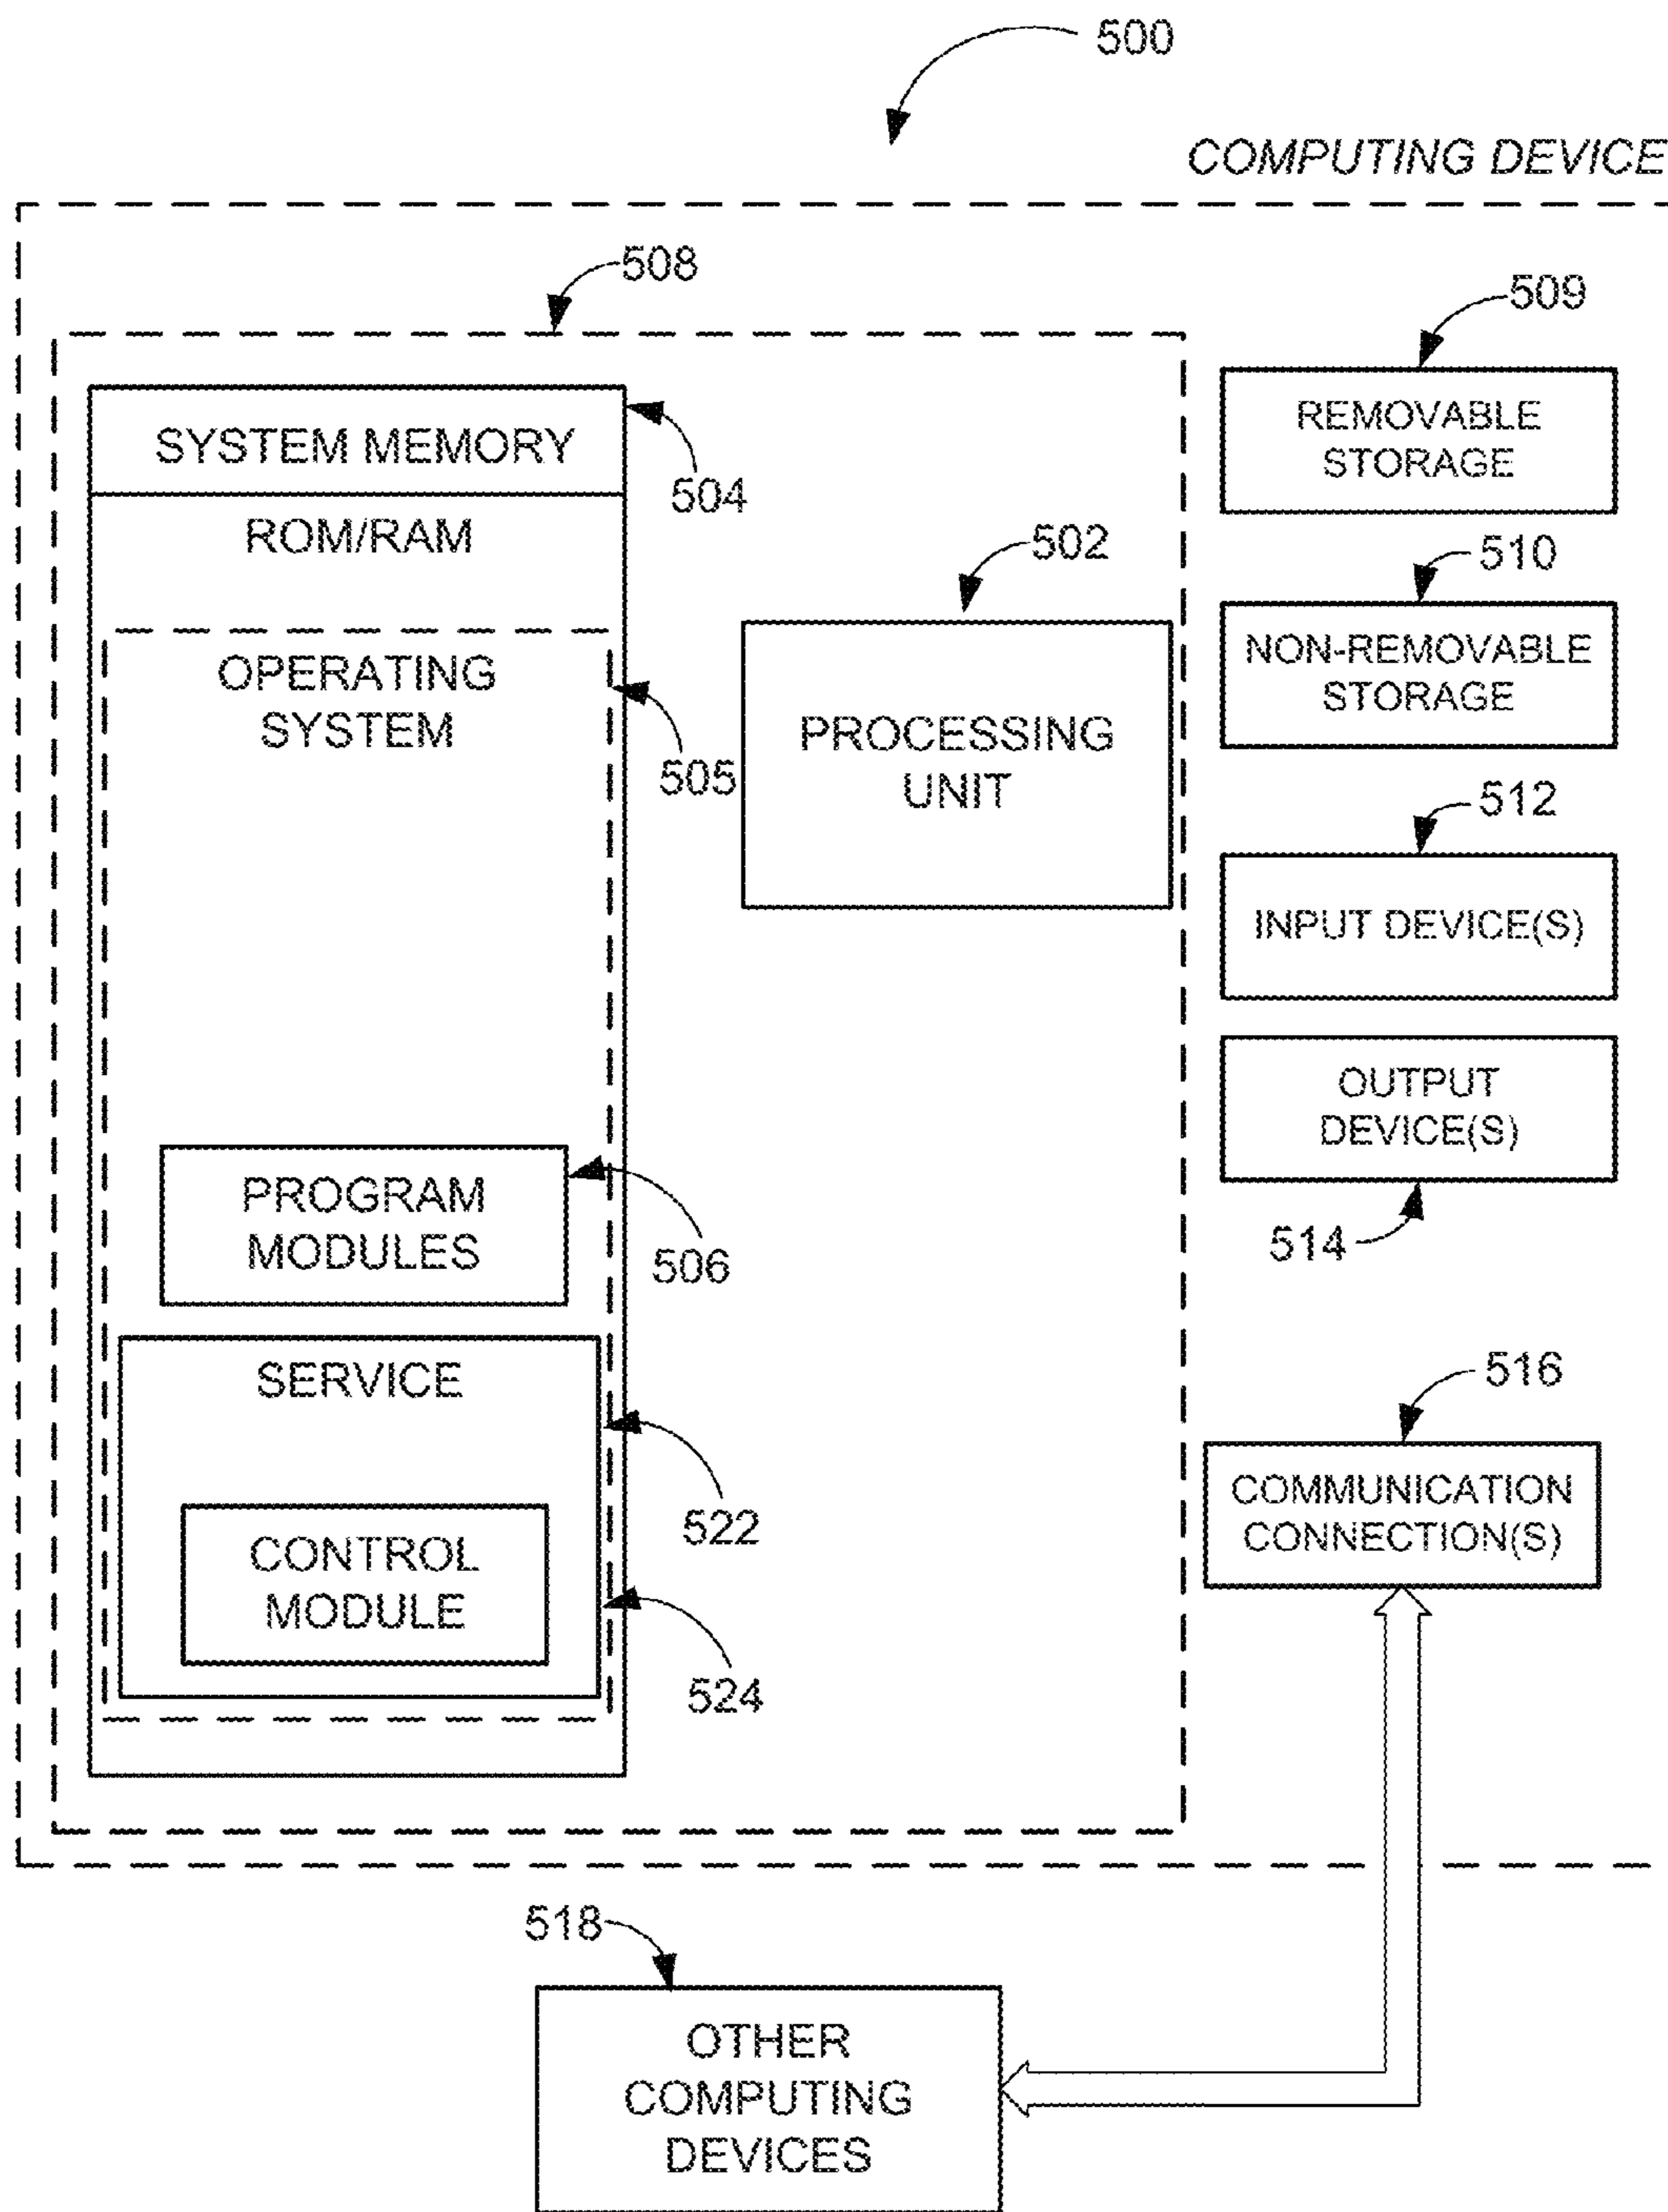 500
COMPUTING DEVICE
508
509
SYSTEM MEMORY
504
REMOVABLE
STORAGE
ROM/RAM
502
510
OPERATING
SYSTEM
505
PROCESSING
UNIT
NON-REMOVABLE
STORAGE
512
INPUT DEVICE(S)
OUTPUT
DEVICE(S)
514
PROGRAM
MODULES
506
SERVICE
522
516
COMMUNICATION
CONNECTION(S)
CONTROL
MODULE
524
518
OTHER
COMPUTING
DEVICES